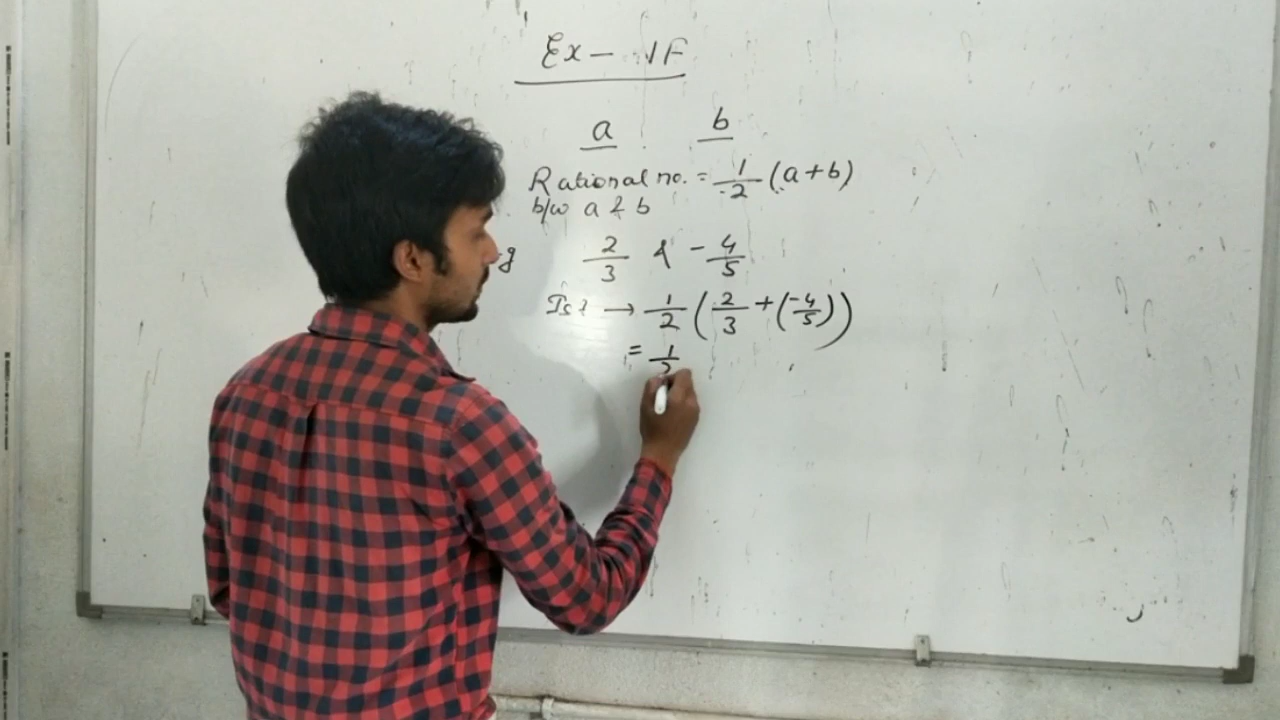 Ex - 1F
a b
Rational no. = 1/2 (a+b)
b/w a & b
2/3 & -4/5
Ist → 1/2 (2/3 + (-4/5))
= 1/2